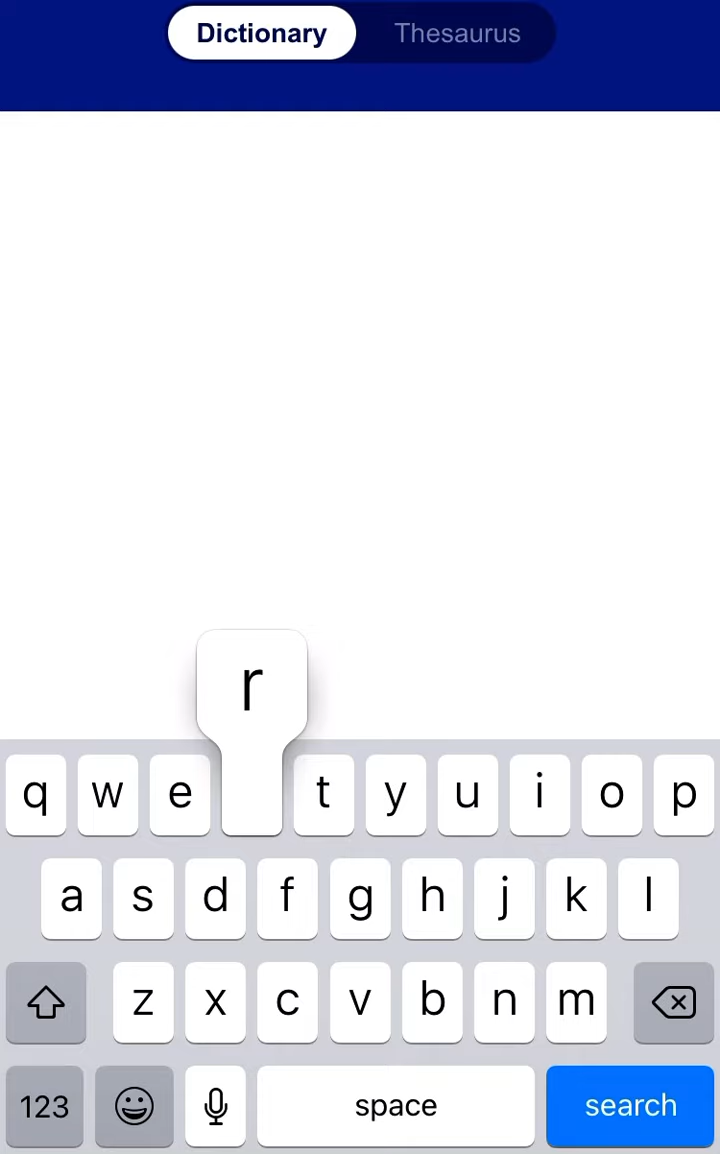 Dictionary Thesaurus
r
q w e t y u i o p
a s d f g h j k l
z x c v b n m
123 space search